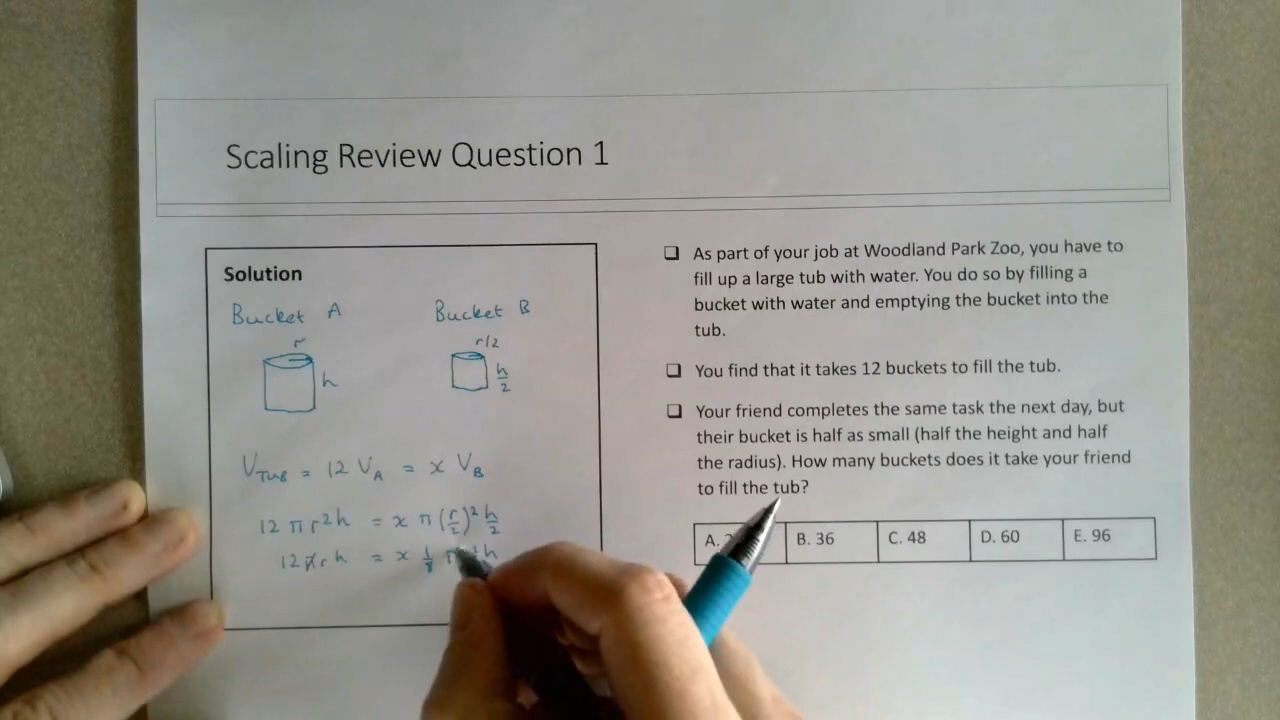 Scaling Review Question 1
Solution
Bucket A
Bucket B
r
h
r/2
h/2
V_Tub = 12 V_A = x V_B
12 π r²h = x π (r/2)² h/2
12 π r h = x 1/8
❑ As part of your job at Woodland Park Zoo, you have to
fill up a large tub with water. You do so by filling a
bucket with water and emptying the bucket into the
tub.
❑ You find that it takes 12 buckets to fill the tub.
❑ Your friend completes the same task the next day, but
their bucket is half as small (half the height and half
the radius). How many buckets does it take your friend
to fill the tub?
A. B. 36 C. 48 D. 60 E. 96